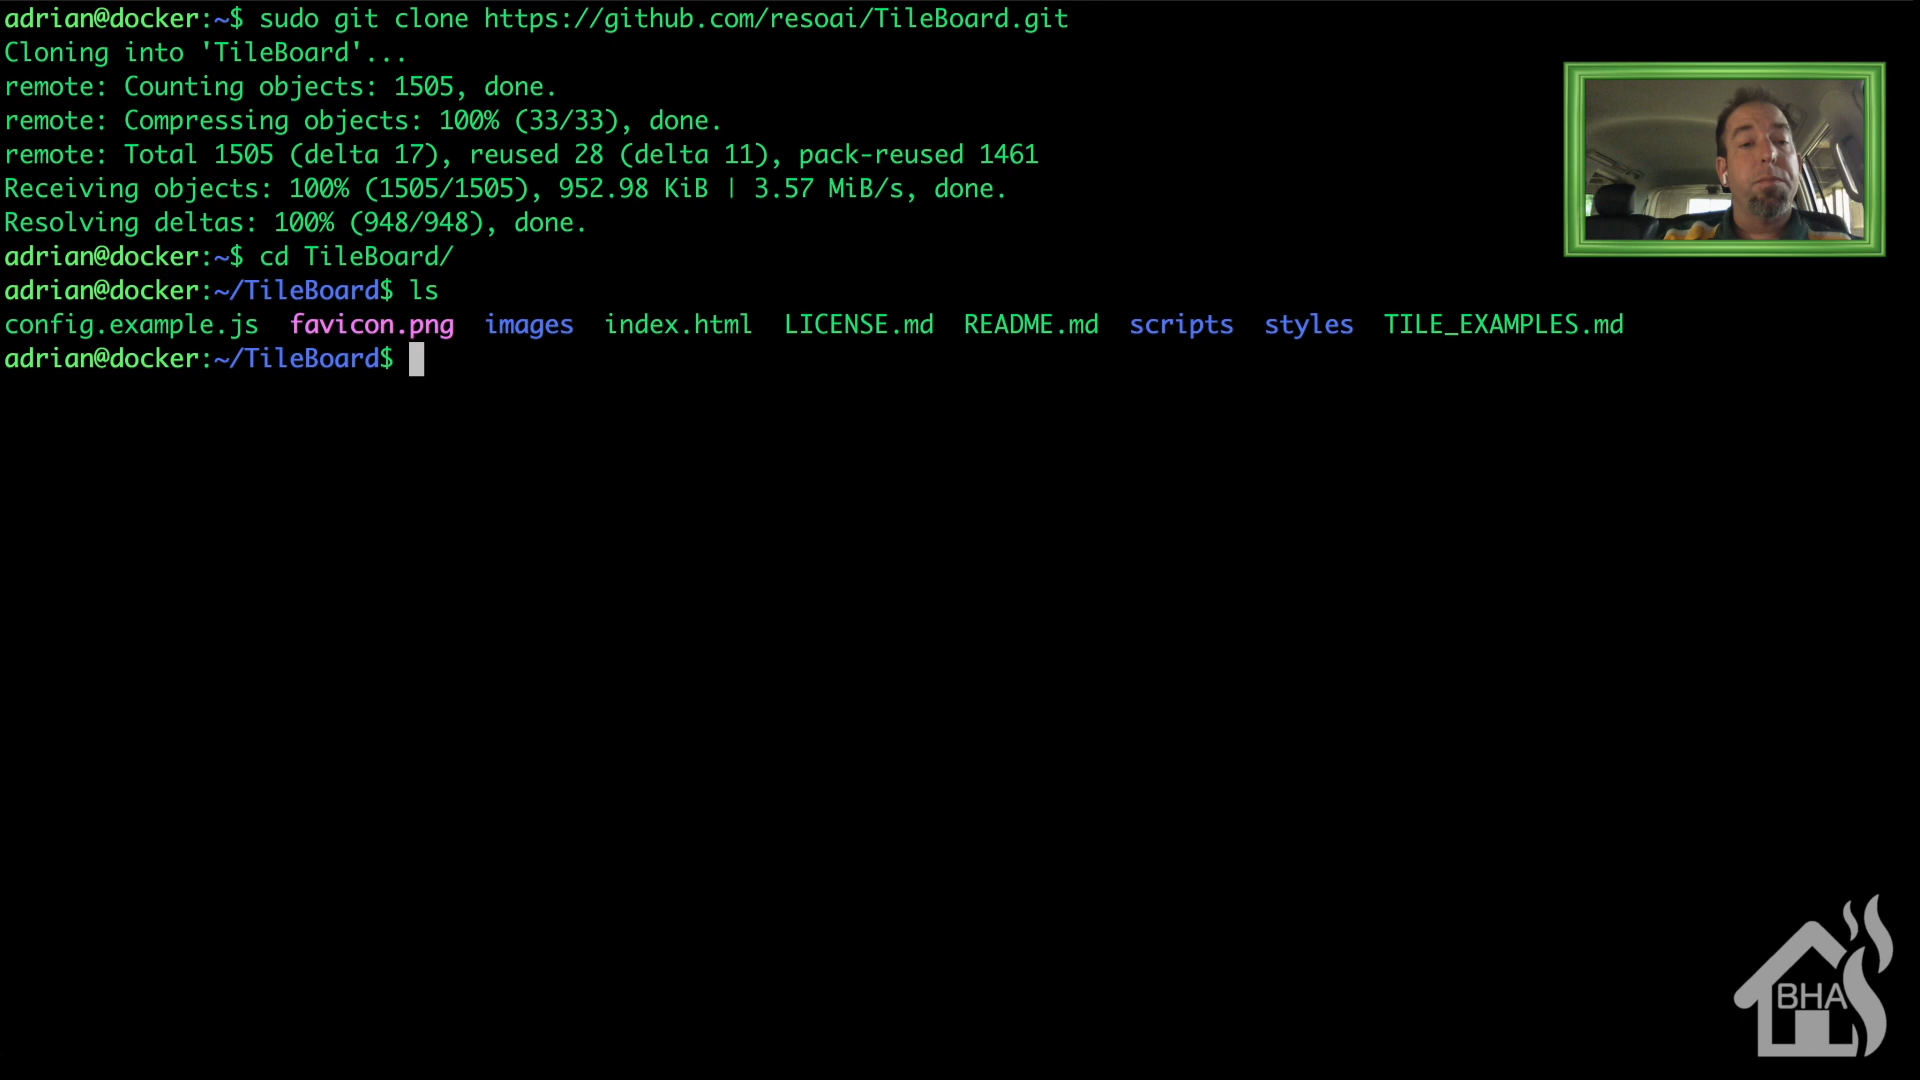 adrian@docker:~$ sudo git clone https://github.com/resoai/TileBoard.git
Cloning into 'TileBoard'...
remote: Counting objects: 1505, done.
remote: Compressing objects: 100% (33/33), done.
remote: Total 1505 (delta 17), reused 28 (delta 11), pack-reused 1461
Receiving objects: 100% (1505/1505), 952.98 KiB | 3.57 MiB/s, done.
Resolving deltas: 100% (948/948), done.
adrian@docker:~$ cd TileBoard/
adrian@docker:~/TileBoard$ ls
config.example.js  favicon.png  images  index.html  LICENSE.md  README.md  scripts  styles  TILE_EXAMPLES.md
adrian@docker:~/TileBoard$
BHA